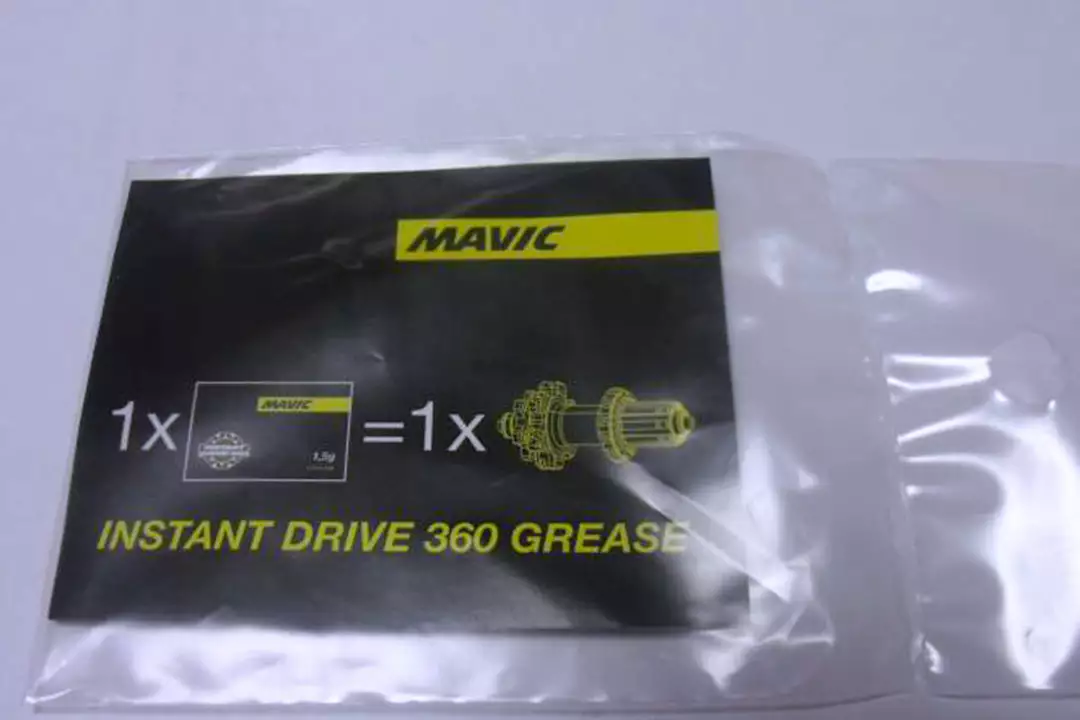 MAVIC
1x MAVIC 1,5g =1x
INSTANT DRIVE 360 GREASE